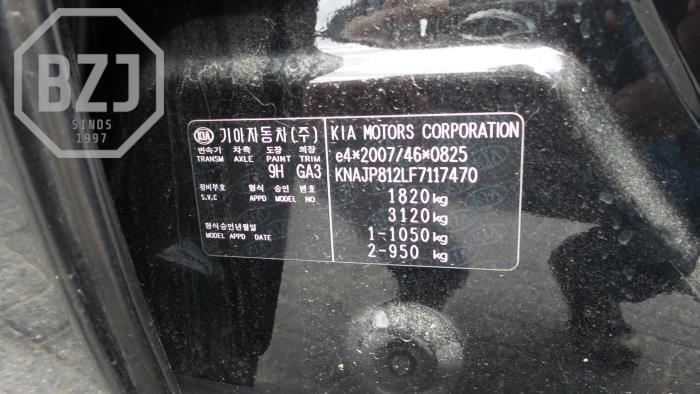 BZJ
SINDS
1997
KIA 기아자동차(주)
변속기 차축 도장 의장
TRANSM AXLE PAINT TRIM
9H GA3
장비부호 형식 승인 번호
S.V.C APPD MODEL NO
형식승인년월일
MODEL APPD DATE
KIA MOTORS CORPORATION
e4*2007/46*0825
KNAJP812LF7117470
1820kg
3120kg
1-1050kg
2-950 kg